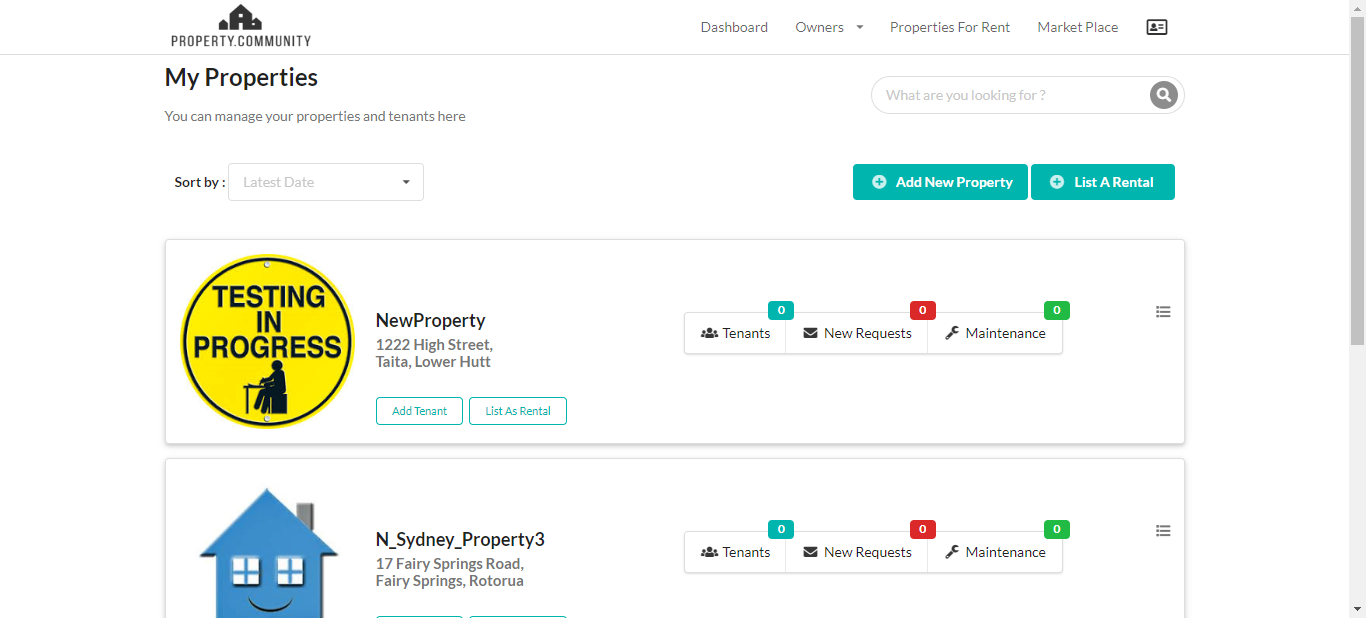 PROPERTY.COMMUNITY
Dashboard
Owners
Properties For Rent
Market Place
My Properties
What are you looking for ?
You can manage your properties and tenants here
Sort by :
Latest Date
Add New Property
List A Rental
TESTING
IN
PROGRESS
NewProperty
1222 High Street,
Taita, Lower Hutt
Add Tenant
List As Rental
0
Tenants
0
New Requests
0
Maintenance
N_Sydney_Property3
17 Fairy Springs Road,
Fairy Springs, Rotorua
0
Tenants
0
New Requests
0
Maintenance